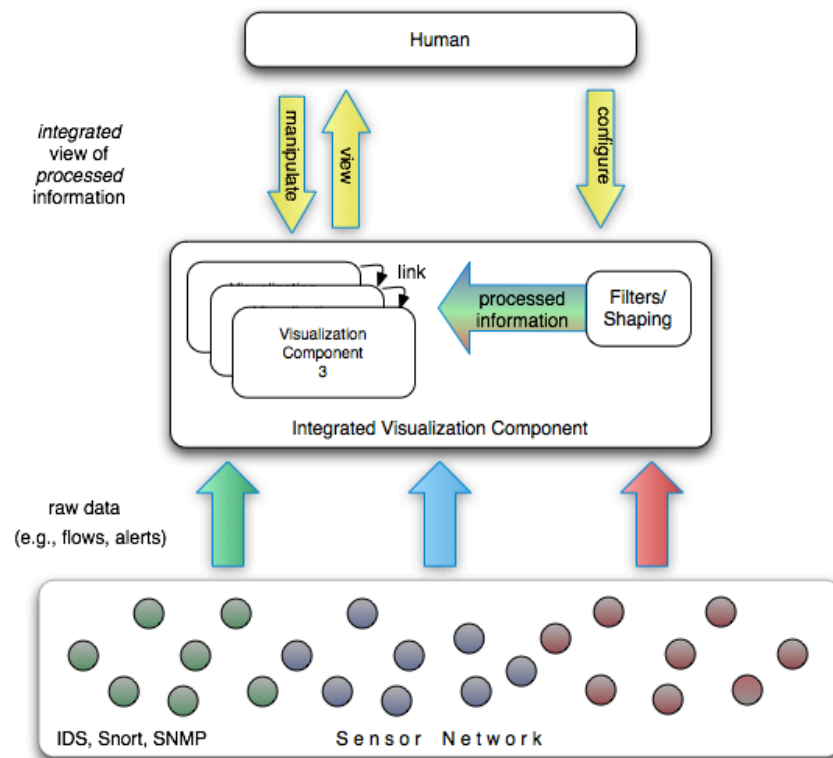 Human
integrated
view of
processed
information
manipulate
view
configure
link
processed
information
Filters/
Shaping
Visualization
Component
3
Integrated Visualization Component
raw data
(e.g., flows, alerts)
IDS, Snort, SNMP
Sensor Network